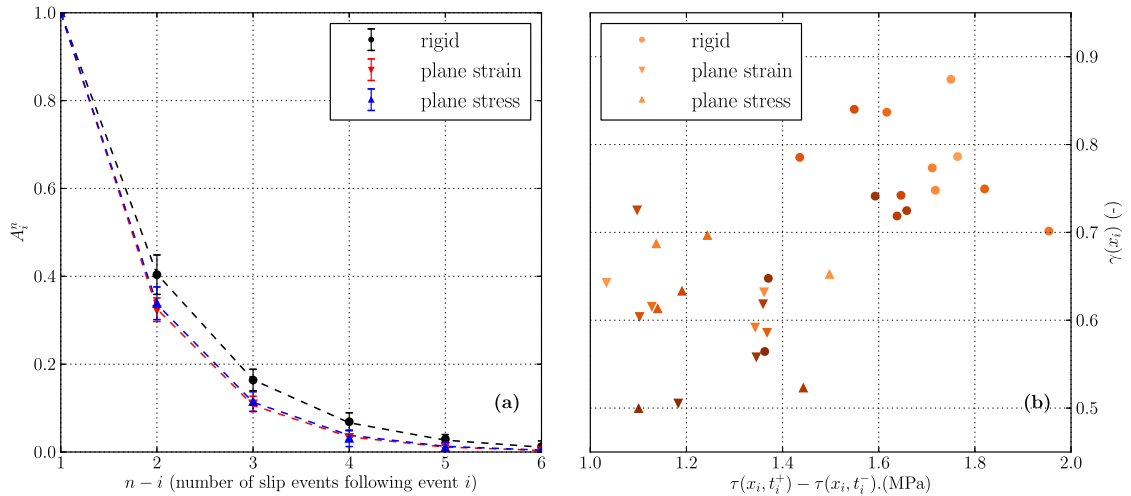 1.0
0.8
0.6
0.4
0.2
0.0
A_i^n
rigid
plane strain
plane stress
(a)
1 2 3 4 5 6
n − i (number of slip events following event i)
rigid
plane strain
plane stress
(b)
0.9
0.8
0.7
0.6
0.5
γ(x_i) (-)
1.0 1.2 1.4 1.6 1.8 2.0
τ(x_i, t_i^+) − τ(x_i, t_i^-).(MPa)